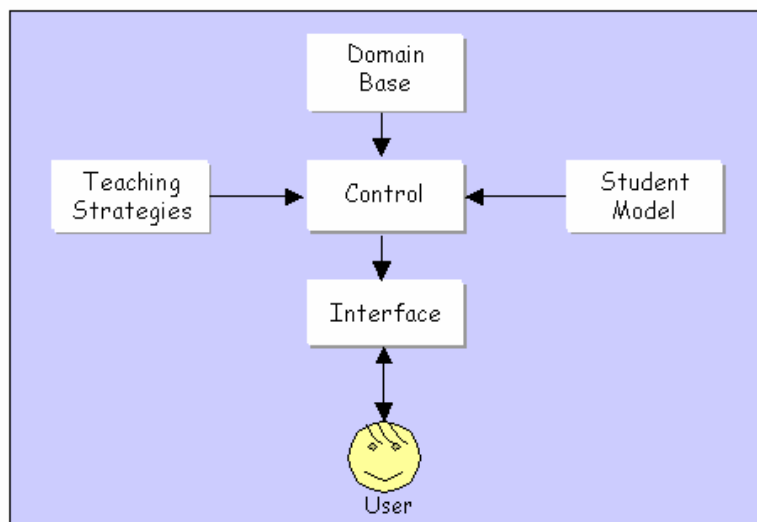 Domain
Base
Teaching
Strategies
Control
Student
Model
Interface
User